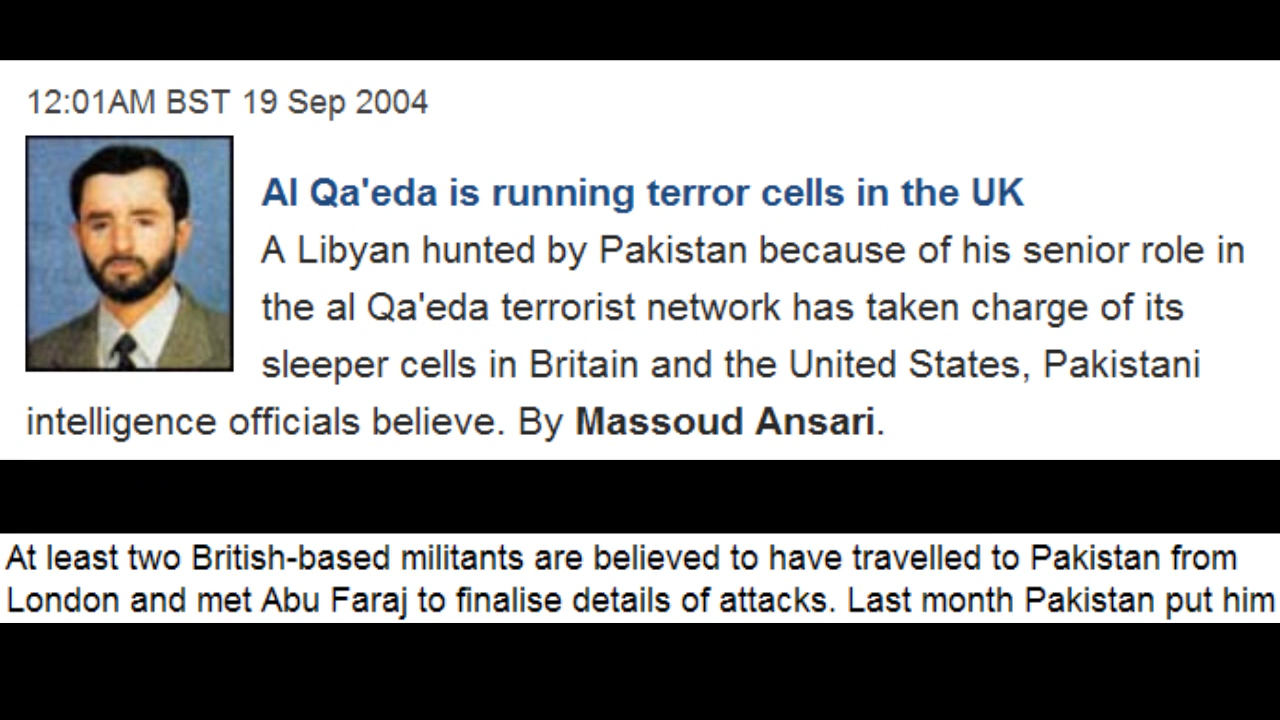 12:01AM BST 19 Sep 2004
Al Qa'eda is running terror cells in the UK
A Libyan hunted by Pakistan because of his senior role in
the al Qa'eda terrorist network has taken charge of its
sleeper cells in Britain and the United States, Pakistani
intelligence officials believe. By Massoud Ansari.
At least two British-based militants are believed to have travelled to Pakistan from
London and met Abu Faraj to finalise details of attacks. Last month Pakistan put him